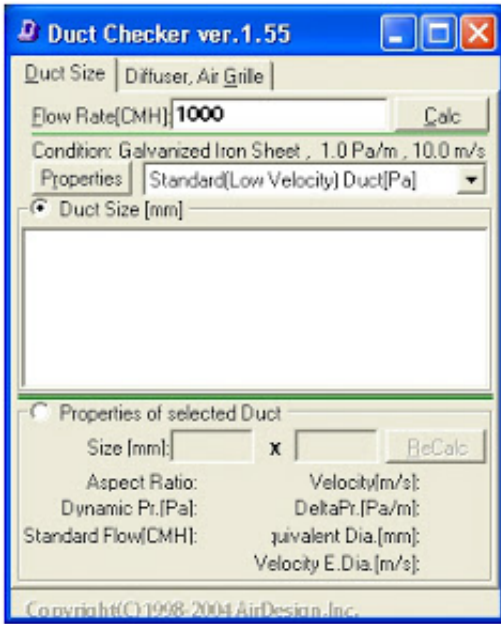 Duct Checker ver.1.55
Duct Size Diffuser, Air Grille
Flow Rate[CMH]: 1000 Calc
Condition: Galvanized Iron Sheet , 1.0 Pa/m , 10.0 m/s
Properties Standard(Low Velocity) Duct[Pa]
Duct Size [mm]
Properties of selected Duct
Size [mm]: x ReCalc
Aspect Ratio: Velocity[m/s]:
Dynamic Pr.[Pa]: DeltaPr.[Pa/m]:
Standard Flow[CMH]: quivalent Dia.[mm]:
Velocity E.Dia.[m/s]:
Copyright(C) 1998-2004 AirDesign,Inc.